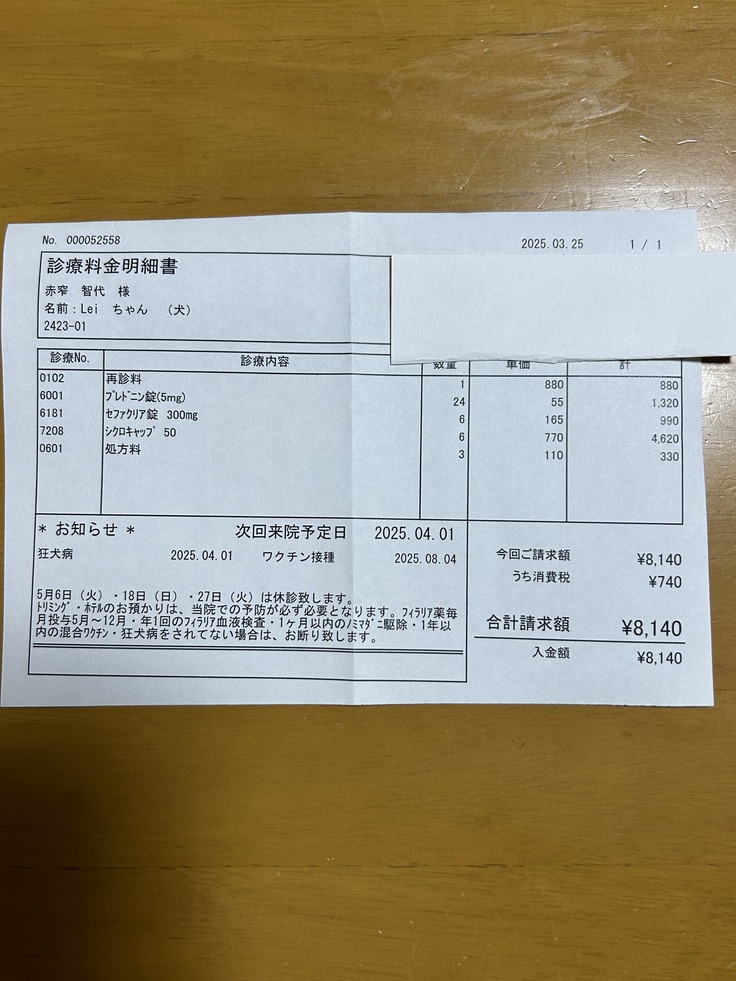 No. 000052558
2025.03.25 1 / 1
診療料金明細書
赤窄 智代 様
名前：Lei ちゃん （犬）
2423-01
診療No. 診療内容 数量 単価 計
0102 再診料 1 880 880
6001 ﾌﾟﾚﾄﾞﾆﾝ錠(5mg) 24 55 1,320
6181 ｾﾌｧｸﾘｱ錠 300mg 6 165 990
7208 ｼｸﾛｷｬｯﾌﾟ 50 6 770 4,620
0601 処方料 3 110 330
* お知らせ * 次回来院予定日 2025.04.01
狂犬病 2025.04.01 ワクチン接種 2025.08.04
5月6日（火）・18日（日）・27日（火）は休診致します。
ﾄﾘﾐﾝｸﾞ・ﾎﾃﾙのお預かりは、当院での予防が必ず必要となります。ﾌｨﾗﾘｱ薬毎
月投与5月～12月・年1回のﾌｨﾗﾘｱ血液検査・1ヶ月以内のﾉﾐﾏﾀﾞﾆ駆除・1年以
内の混合ﾜｸﾁﾝ・狂犬病をされてない場合は、お断り致します。
今回ご請求額 ¥8,140
うち消費税 ¥740
合計請求額 ¥8,140
入金額 ¥8,140